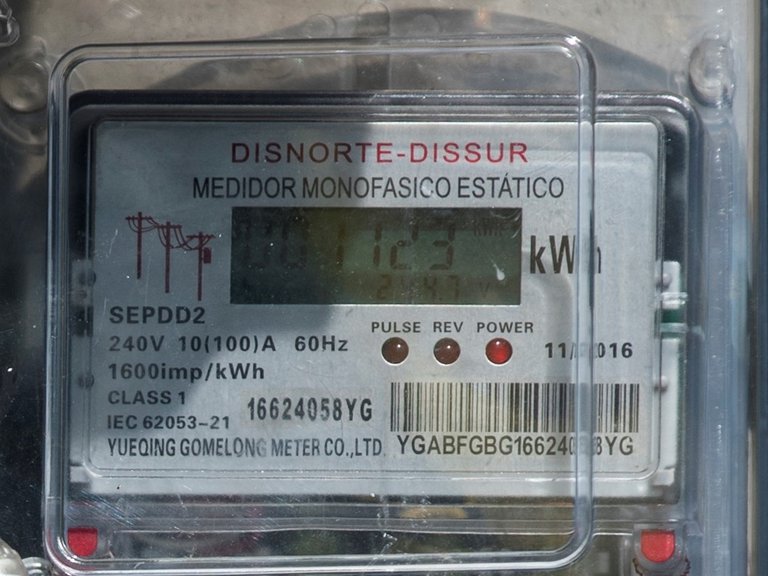 DISNORTE-DISSUR
MEDIDOR MONOFASICO ESTÁTICO
kWh
SEPDD2
PULSE REV POWER
240V 10(100)A 60Hz
1600imp/kWh
CLASS 1
16624058YG
IEC 62053-21
YUEQING GOMELONG METER CO.,LTD.
YGABFGBG16624058YG